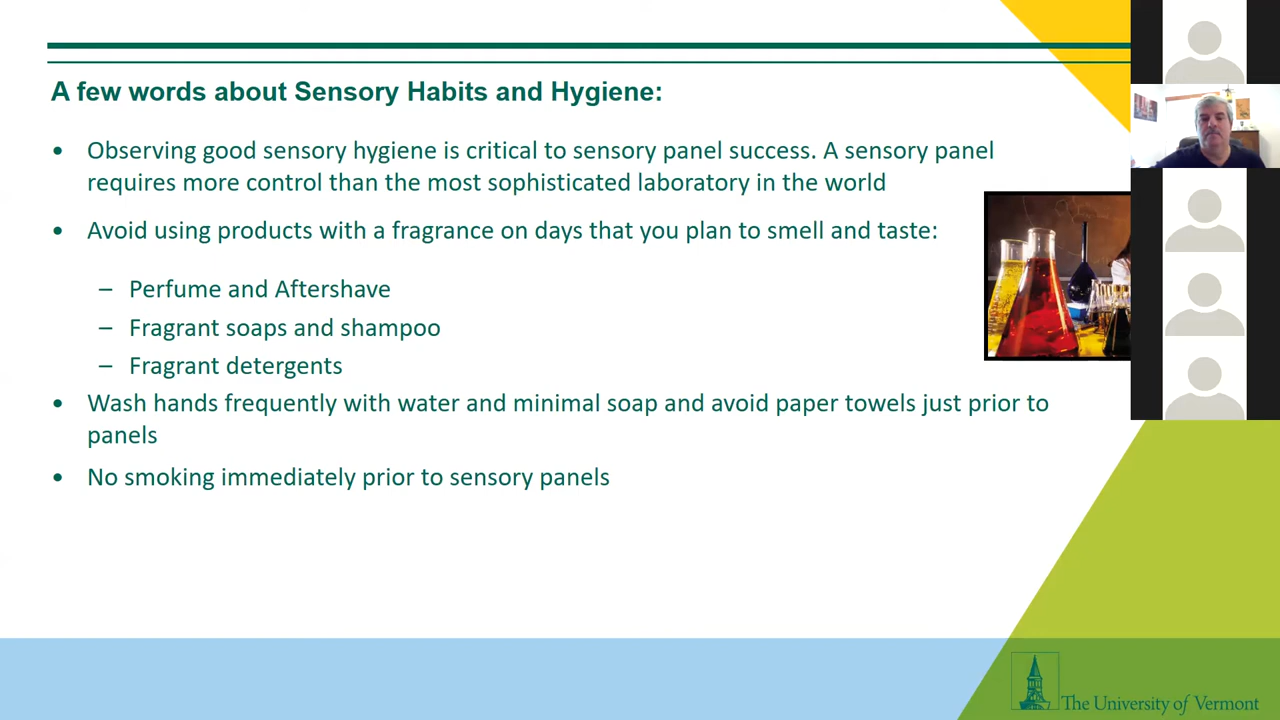 A few words about Sensory Habits and Hygiene:
• Observing good sensory hygiene is critical to sensory panel success. A sensory panel
requires more control than the most sophisticated laboratory in the world
• Avoid using products with a fragrance on days that you plan to smell and taste:
– Perfume and Aftershave
– Fragrant soaps and shampoo
– Fragrant detergents
• Wash hands frequently with water and minimal soap and avoid paper towels just prior to
panels
• No smoking immediately prior to sensory panels
The University of Vermont